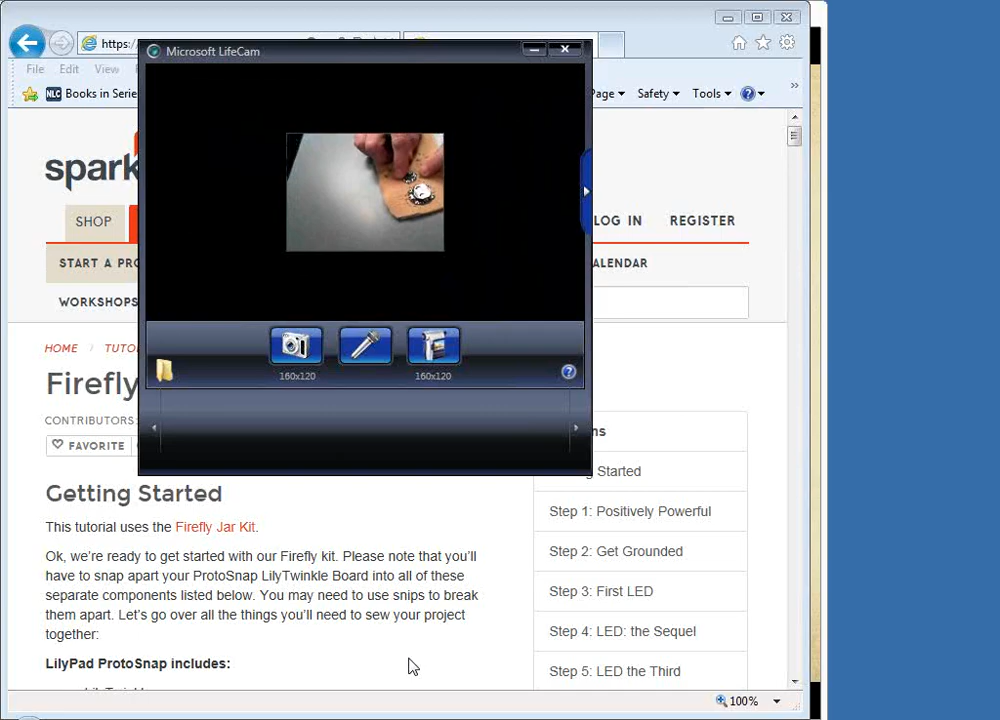 https:
Microsoft LifeCam
File Edit View
NLC Books in Serie
Page Safety Tools
spark
SHOP
LOG IN REGISTER
START A PRO
ALENDAR
WORKSHOPS
160x120 160x120
HOME / TUTO
Firefly
CONTRIBUTORS:
FAVORITE
ns
Getting Started
g Started
This tutorial uses the Firefly Jar Kit.
Step 1: Positively Powerful
Ok, we're ready to get started with our Firefly kit. Please note that you'll
have to snap apart your ProtoSnap LilyTwinkle Board into all of these
separate components listed below. You may need to use snips to break
them apart. Let's go over all the things you'll need to sew your project
together:
Step 2: Get Grounded
Step 3: First LED
Step 4: LED: the Sequel
LilyPad ProtoSnap includes:
Step 5: LED the Third
100%